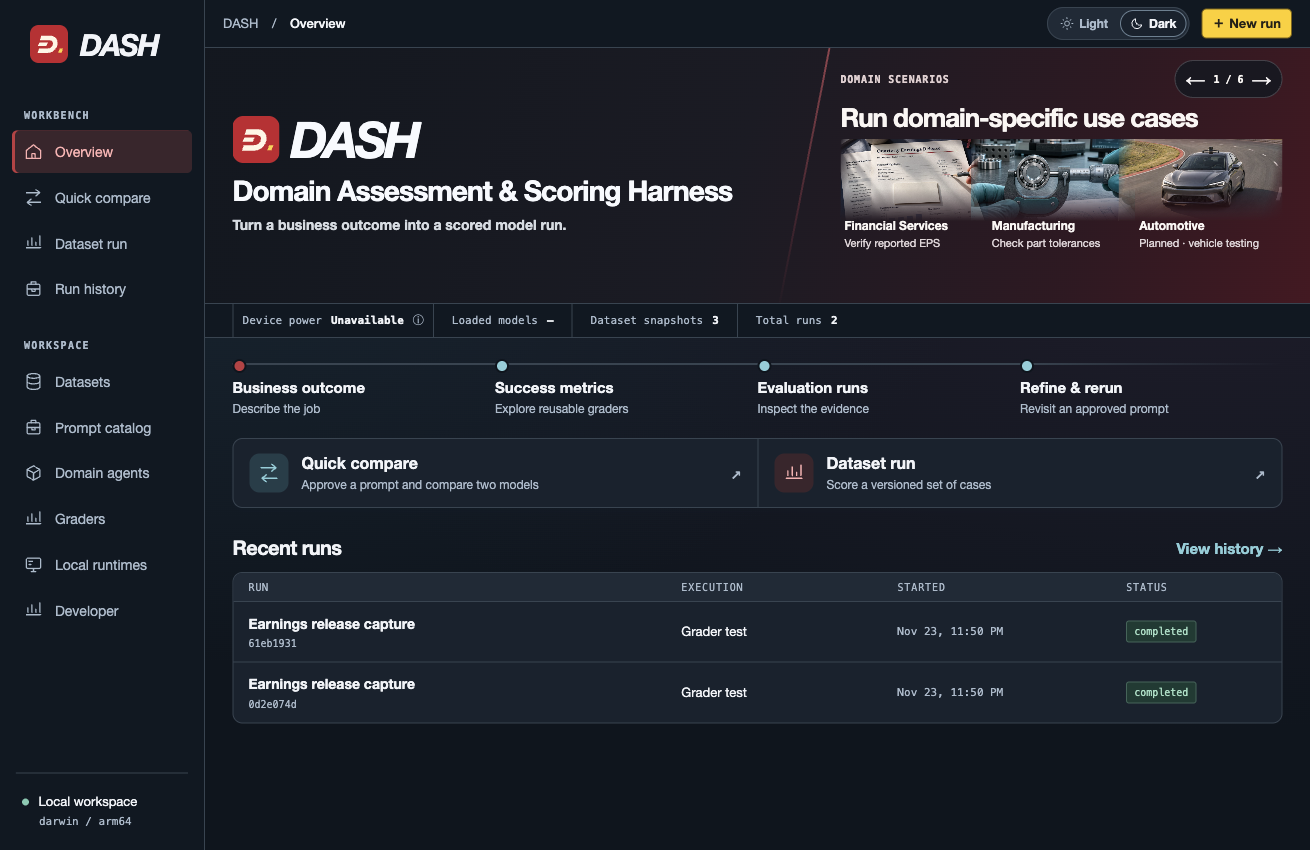 DASH
WORKBENCH
Overview
Quick compare
Dataset run
Run history
WORKSPACE
Datasets
Prompt catalog
Domain agents
Graders
Local runtimes
Developer
Local workspace
darwin / arm64
DASH / Overview
Light
Dark
+ New run
D. DASH
Domain Assessment & Scoring Harness
Turn a business outcome into a scored model run.
DOMAIN SCENARIOS
← 1 / 6 →
Run domain-specific use cases
Financial Services
Verify reported EPS
Manufacturing
Check part tolerances
Automotive
Planned · vehicle testing
Device power Unavailable ⓘ
Loaded models –
Dataset snapshots 3
Total runs 2
Business outcome
Describe the job
Success metrics
Explore reusable graders
Evaluation runs
Inspect the evidence
Refine & rerun
Revisit an approved prompt
Quick compare
Approve a prompt and compare two models
↗
Dataset run
Score a versioned set of cases
↗
Recent runs
View history →
RUN EXECUTION STARTED STATUS
Earnings release capture
61eb1931
Grader test
Nov 23, 11:50 PM
completed
Earnings release capture
0d2e074d
Grader test
Nov 23, 11:50 PM
completed